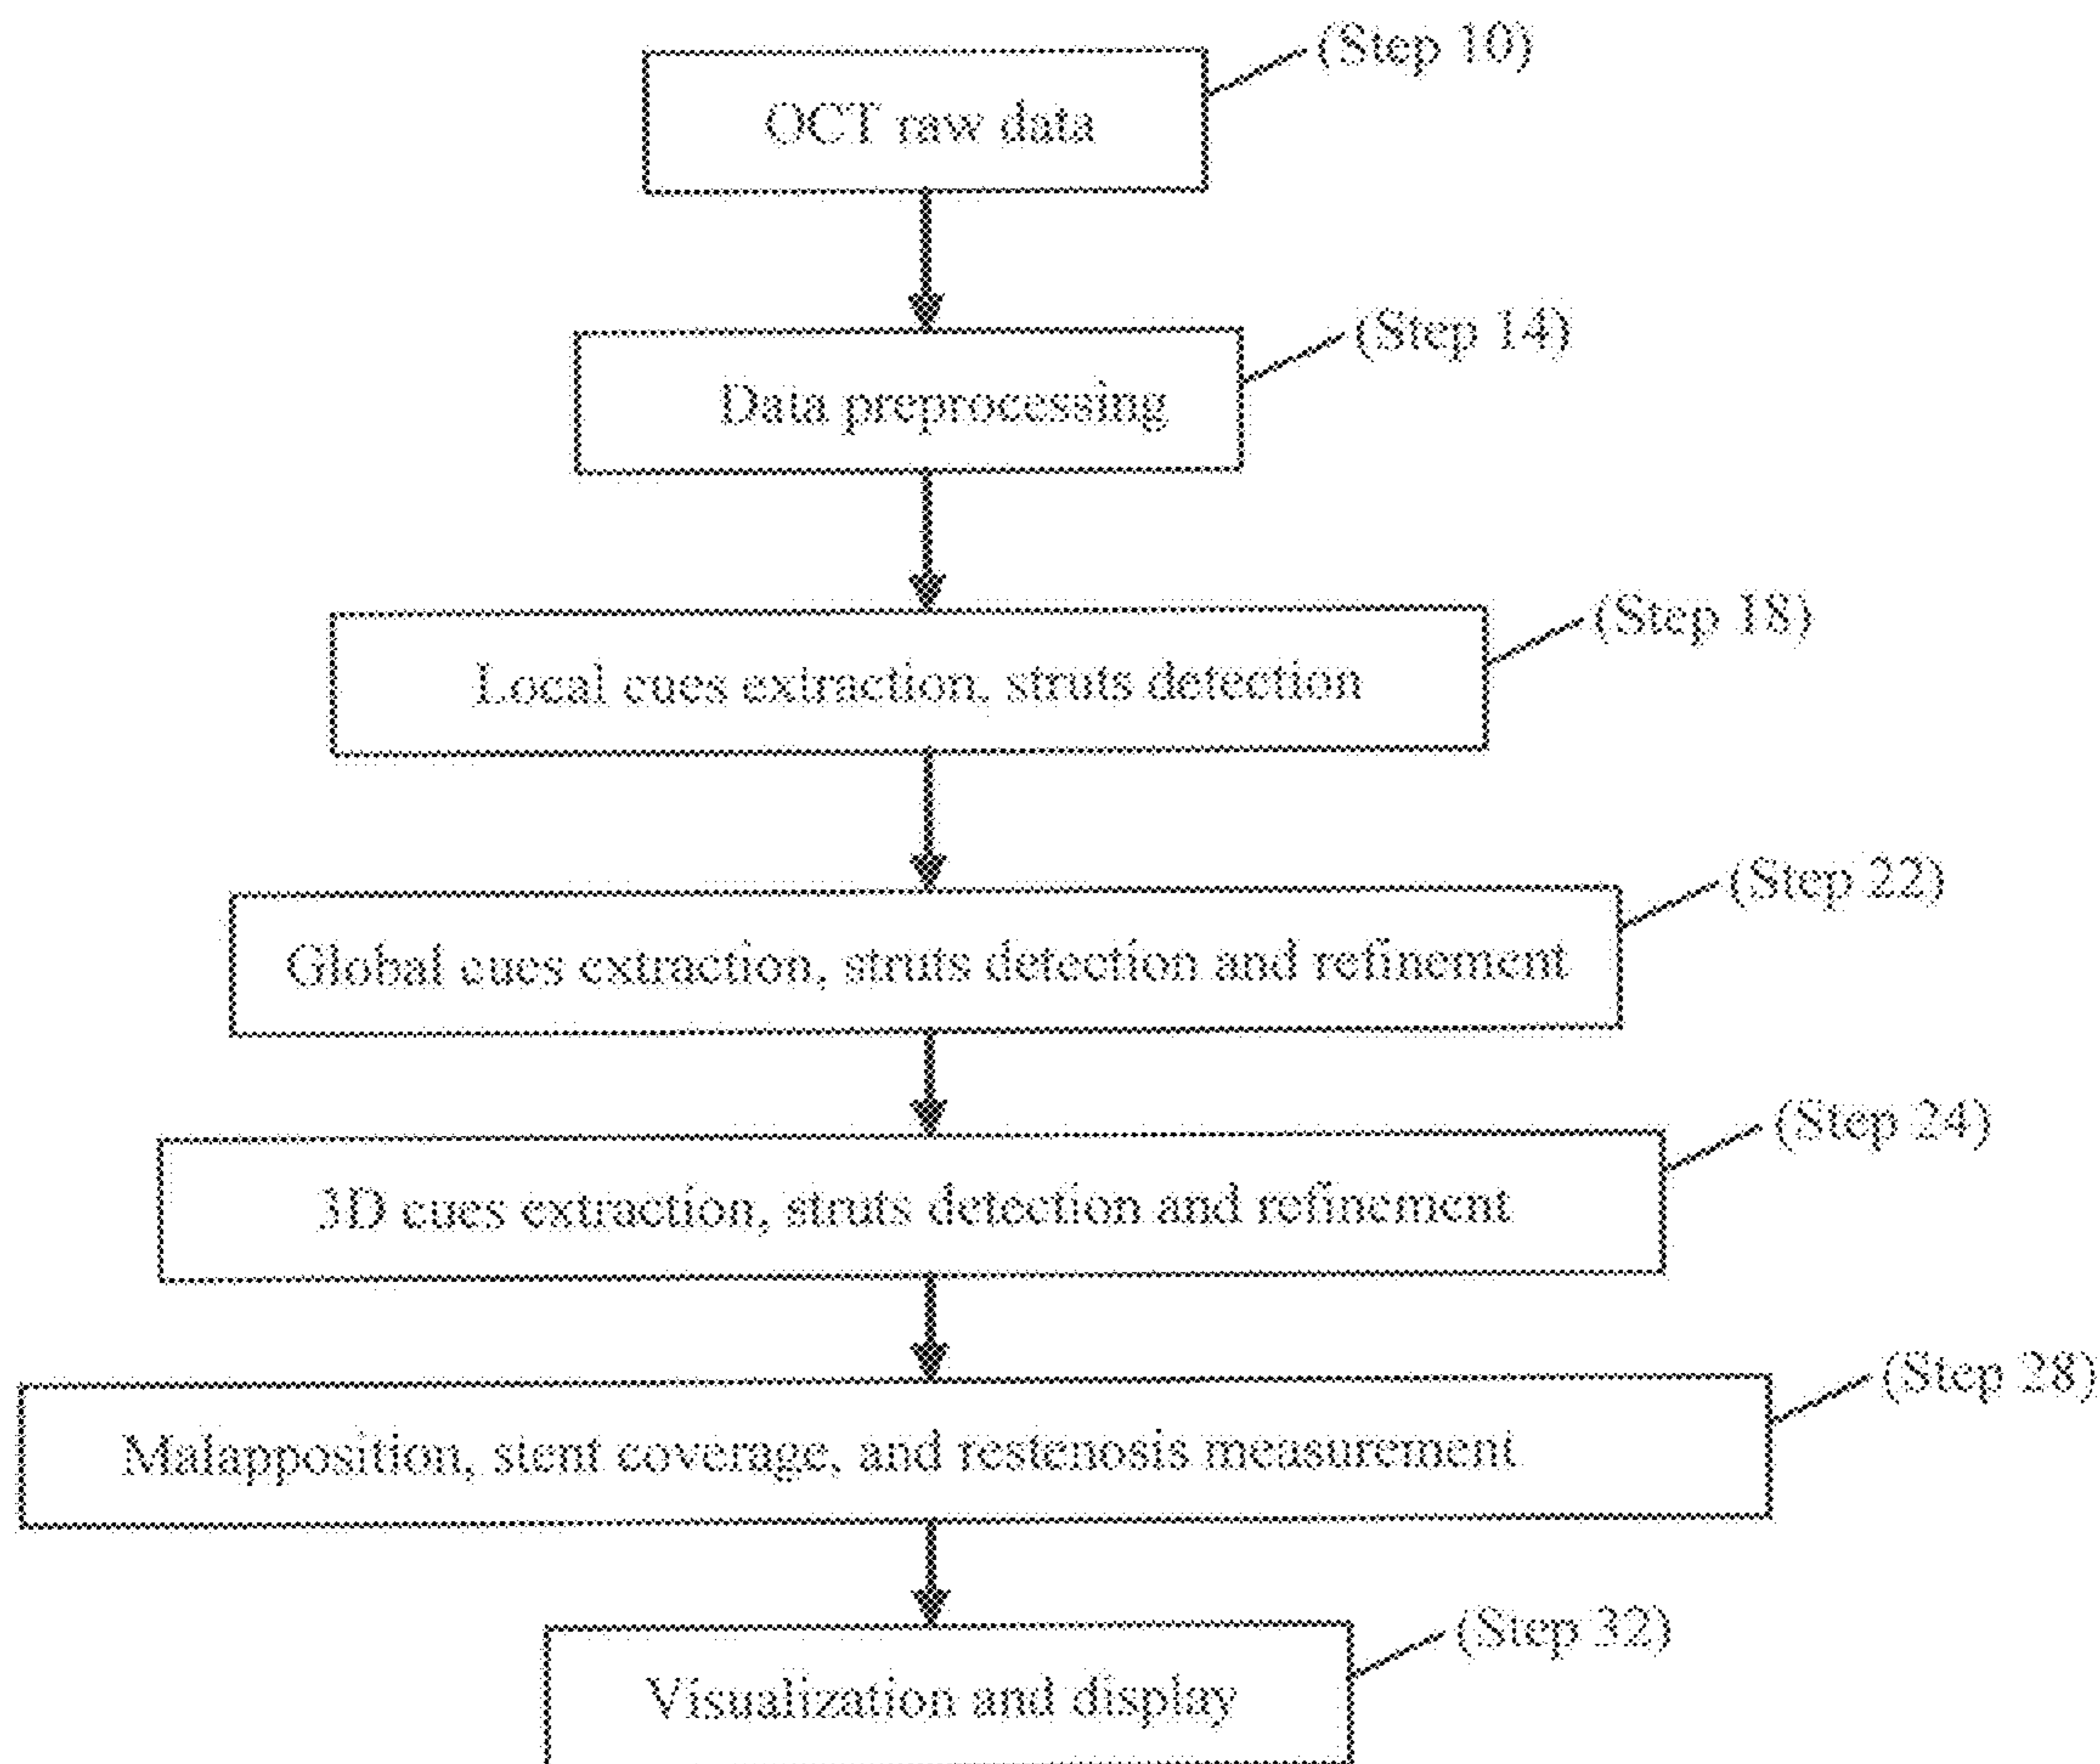 (Step 10)
OCT raw data
(Step 14)
Data preprocessing
(Step 18)
Local cues extraction, struts detection
(Step 22)
Global cues extraction, struts detection and refinement
(Step 24)
3D cues extraction, struts detection and refinement
(Step 28)
Malapposition, stent coverage, and restenosis measurement
(Step 32)
Visualization and display